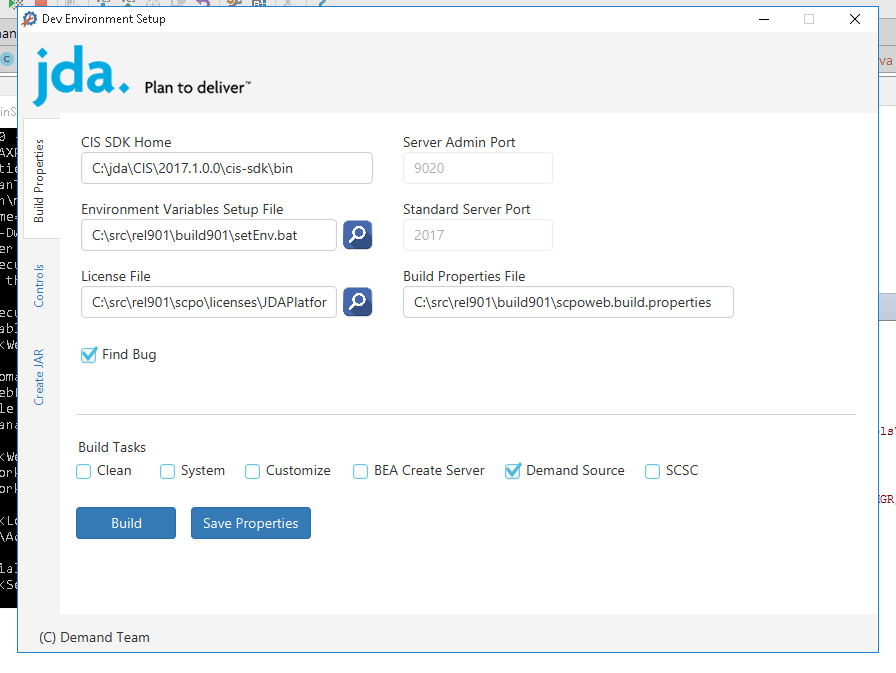 Dev Environment Setup
jda.
Plan to deliver™
Build Properties
Controls
Create JAR
CIS SDK Home
Server Admin Port
C:\jda\CIS\2017.1.0.0\cis-sdk\bin
9020
Environment Variables Setup File
Standard Server Port
C:\src\rel901\build901\setEnv.bat
2017
License File
Build Properties File
C:\src\rel901\scpo\licenses\JDAPlatfor
C:\src\rel901\build901\scpoweb.build.properties
Find Bug
Build Tasks
Clean
System
Customize
BEA Create Server
Demand Source
SCSC
Build
Save Properties
(C) Demand Team